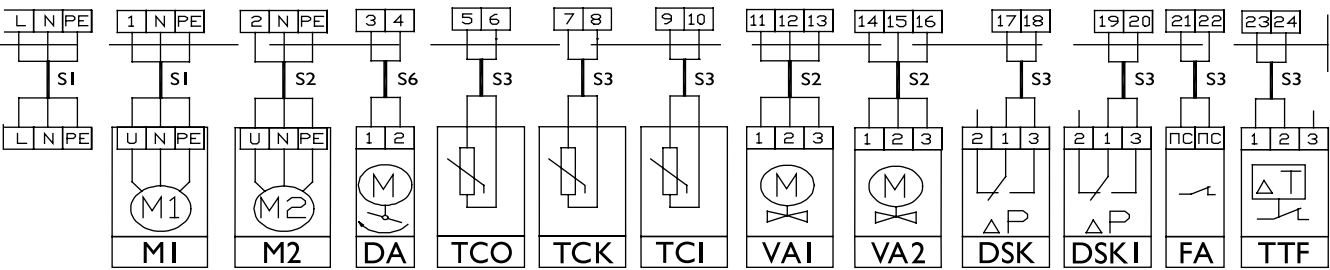 L N PE 1 N PE 2 N PE 3 4 5 6 7 8 9 10 11 12 13 14 15 16 17 18 19 20 21 22 23 24
S1 S1 S2 S6 S3 S3 S3 S2 S2 S3 S3 S3 S3
L N PE U N PE U N PE 1 2 1 2 3 1 2 3 2 1 3 2 1 3 ПС ПС 1 2 3
M1 M2 M M M ΔT
ΔP ΔP
M1 M2 DA TCO TCK TCI VA1 VA2 DSK DSK1 FA TTF